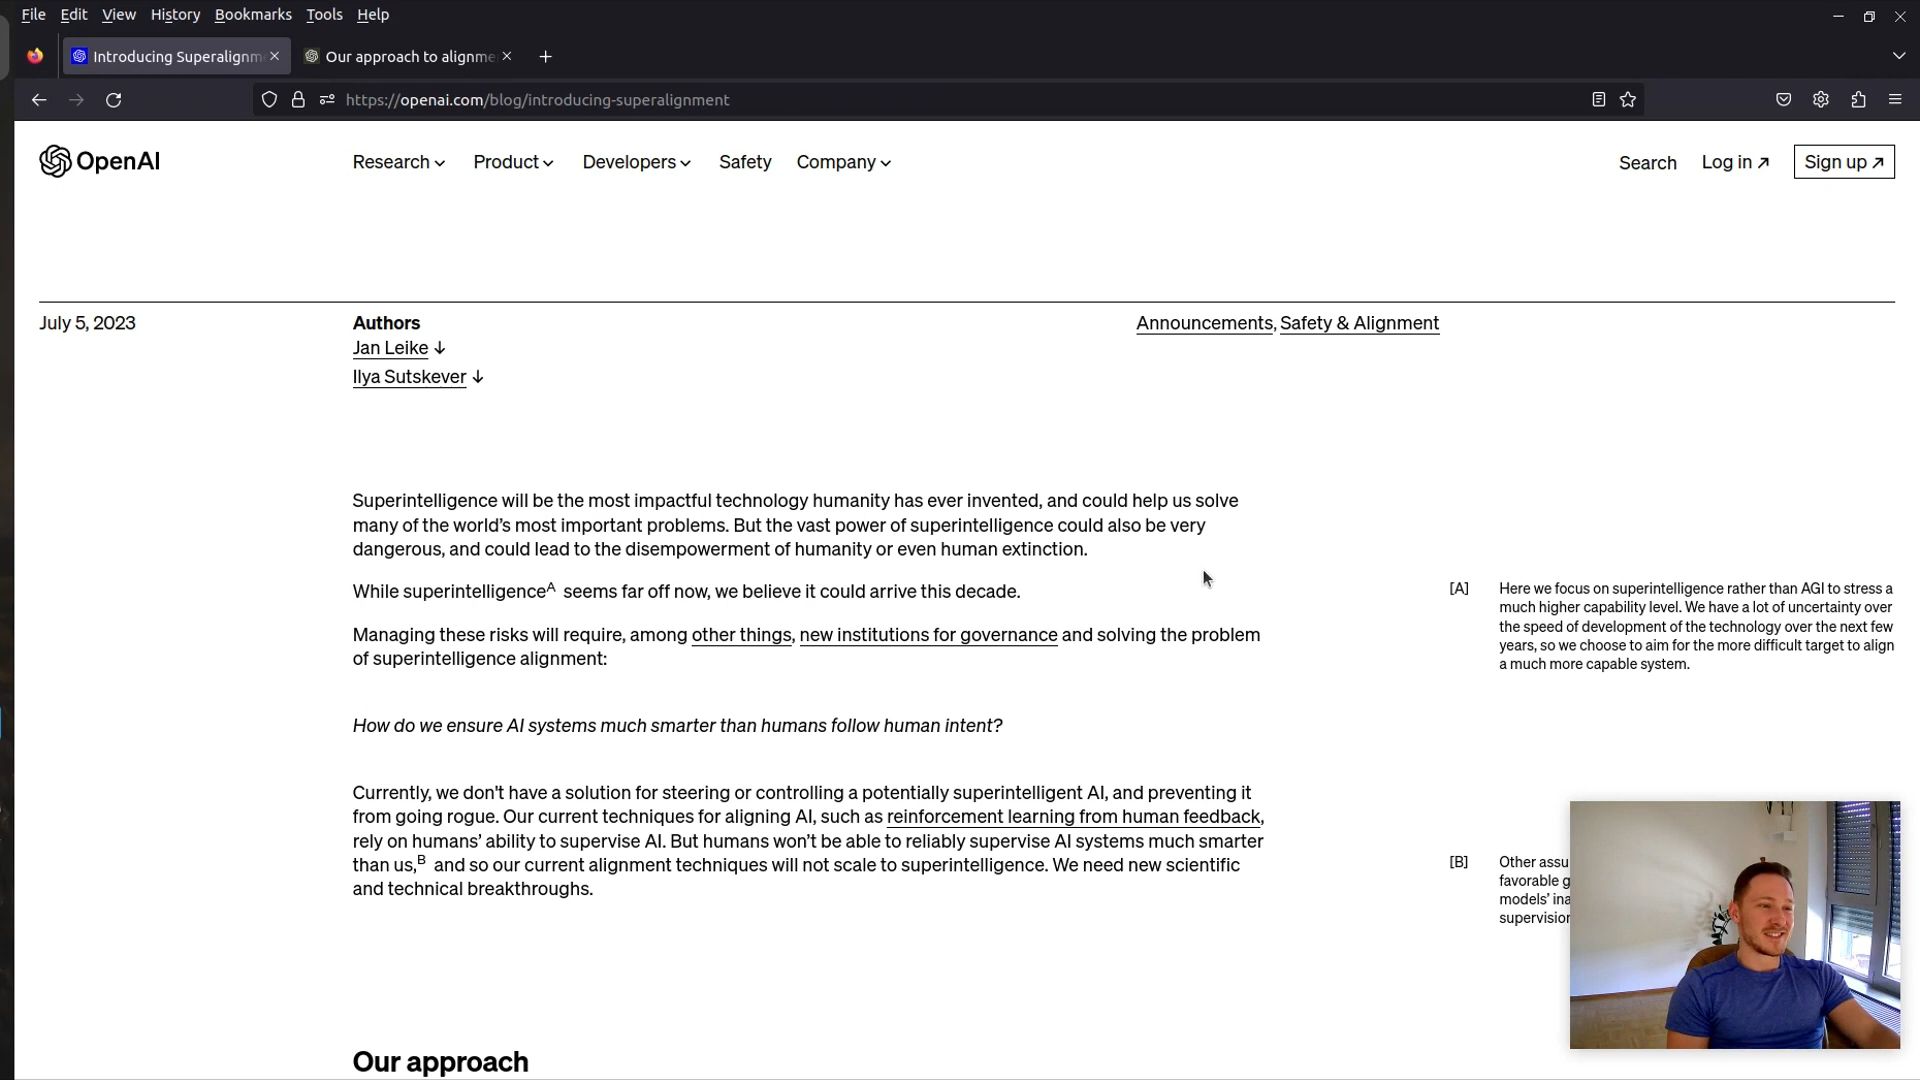 File Edit View History Bookmarks Tools Help
Introducing Superalignm
Our approach to alignme
https://openai.com/blog/introducing-superalignment
OpenAI
Research Product Developers Safety Company
Search Log in ↗ Sign up ↗
July 5, 2023
Authors
Jan Leike ↓
Ilya Sutskever ↓
Announcements, Safety & Alignment
Superintelligence will be the most impactful technology humanity has ever invented, and could help us solve
many of the world’s most important problems. But the vast power of superintelligence could also be very
dangerous, and could lead to the disempowerment of humanity or even human extinction.
While superintelligenceA seems far off now, we believe it could arrive this decade.
Managing these risks will require, among other things, new institutions for governance and solving the problem
of superintelligence alignment:
How do we ensure AI systems much smarter than humans follow human intent?
Currently, we don't have a solution for steering or controlling a potentially superintelligent AI, and preventing it
from going rogue. Our current techniques for aligning AI, such as reinforcement learning from human feedback,
rely on humans’ ability to supervise AI. But humans won’t be able to reliably supervise AI systems much smarter
than us,B and so our current alignment techniques will not scale to superintelligence. We need new scientific
and technical breakthroughs.
[A] Here we focus on superintelligence rather than AGI to stress a
much higher capability level. We have a lot of uncertainty over
the speed of development of the technology over the next few
years, so we choose to aim for the more difficult target to align
a much more capable system.
[B] Other assu
favorable g
models’ ina
supervision
Our approach